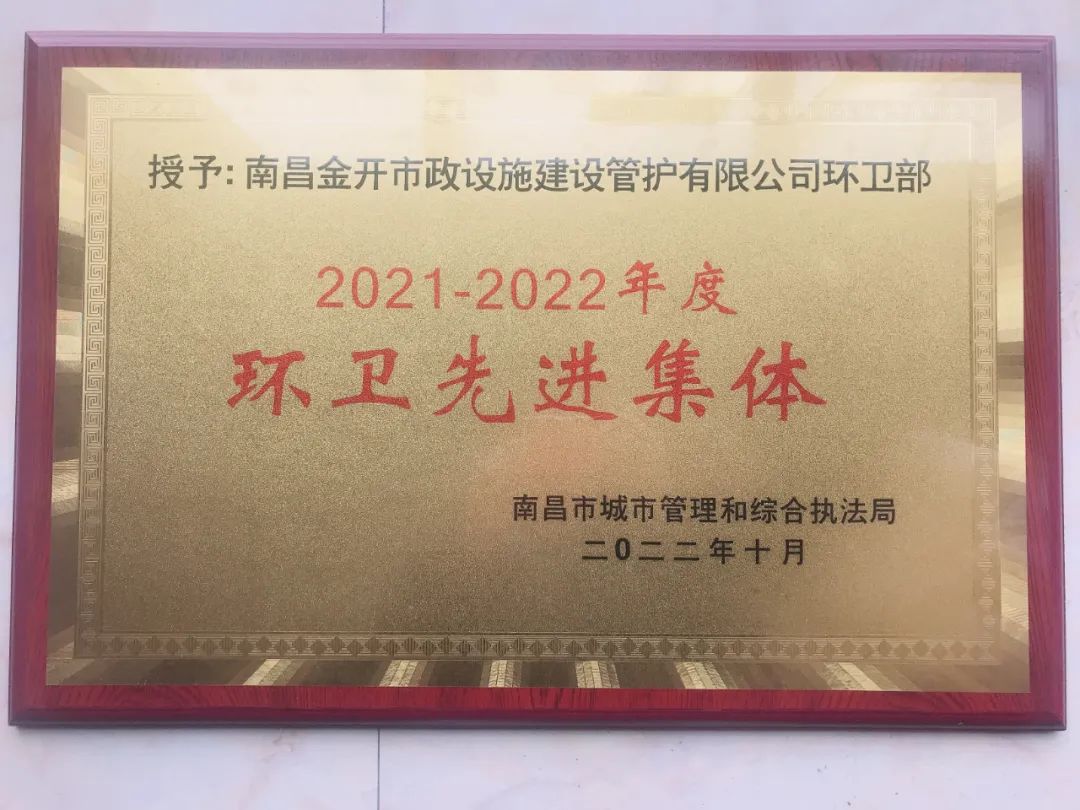 授予:南昌金开市政设施建设管护有限公司环卫部
2021-2022年度
环卫先进集体
南昌市城市管理和综合执法局
二0二二年十月